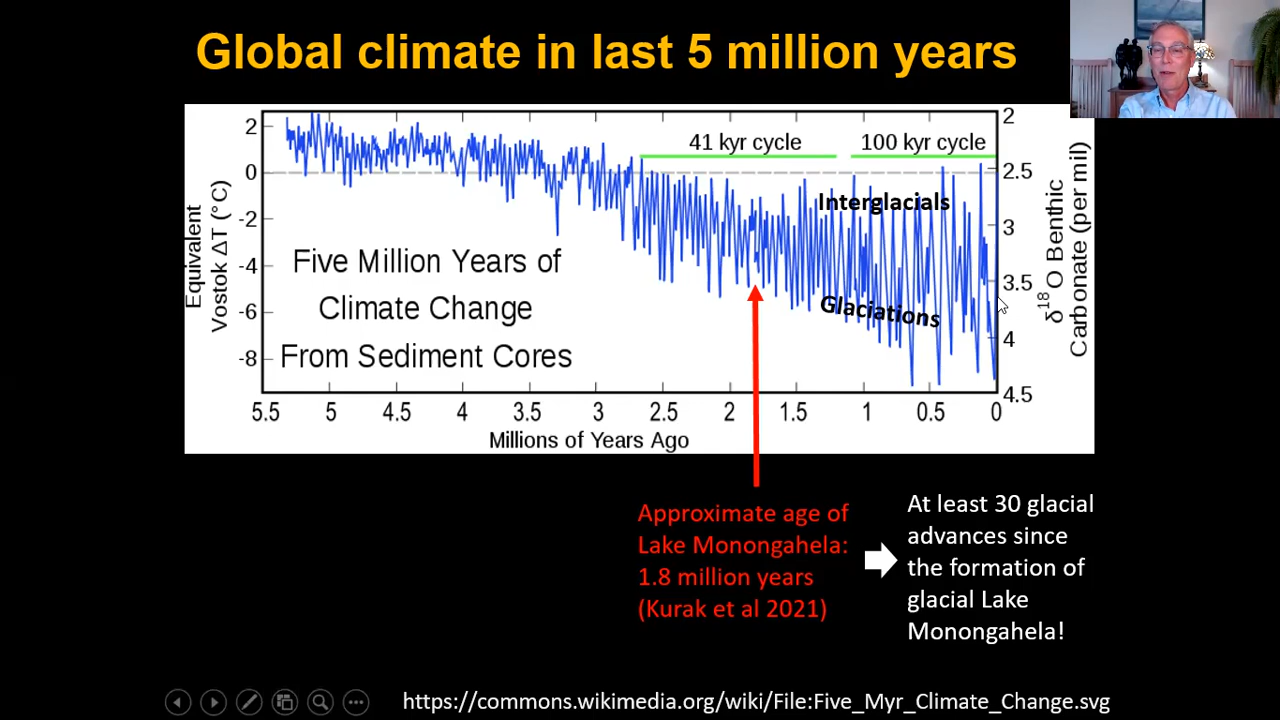 Global climate in last 5 million years
41 kyr cycle
100 kyr cycle
Interglacials
Glaciations
Five Million Years of
Climate Change
From Sediment Cores
Equivalent
Vostok ΔT (°C)
2
0
-2
-4
-6
-8
2
2.5
3
3.5
4
4.5
δ18 O Benthic
Carbonate (per mil)
5.5 5 4.5 4 3.5 3 2.5 2 1.5 1 0.5 0
Millions of Years Ago
Approximate age of
Lake Monongahela:
1.8 million years
(Kurak et al 2021)
At least 30 glacial
advances since
the formation of
glacial Lake
Monongahela!
https://commons.wikimedia.org/wiki/File:Five_Myr_Climate_Change.svg